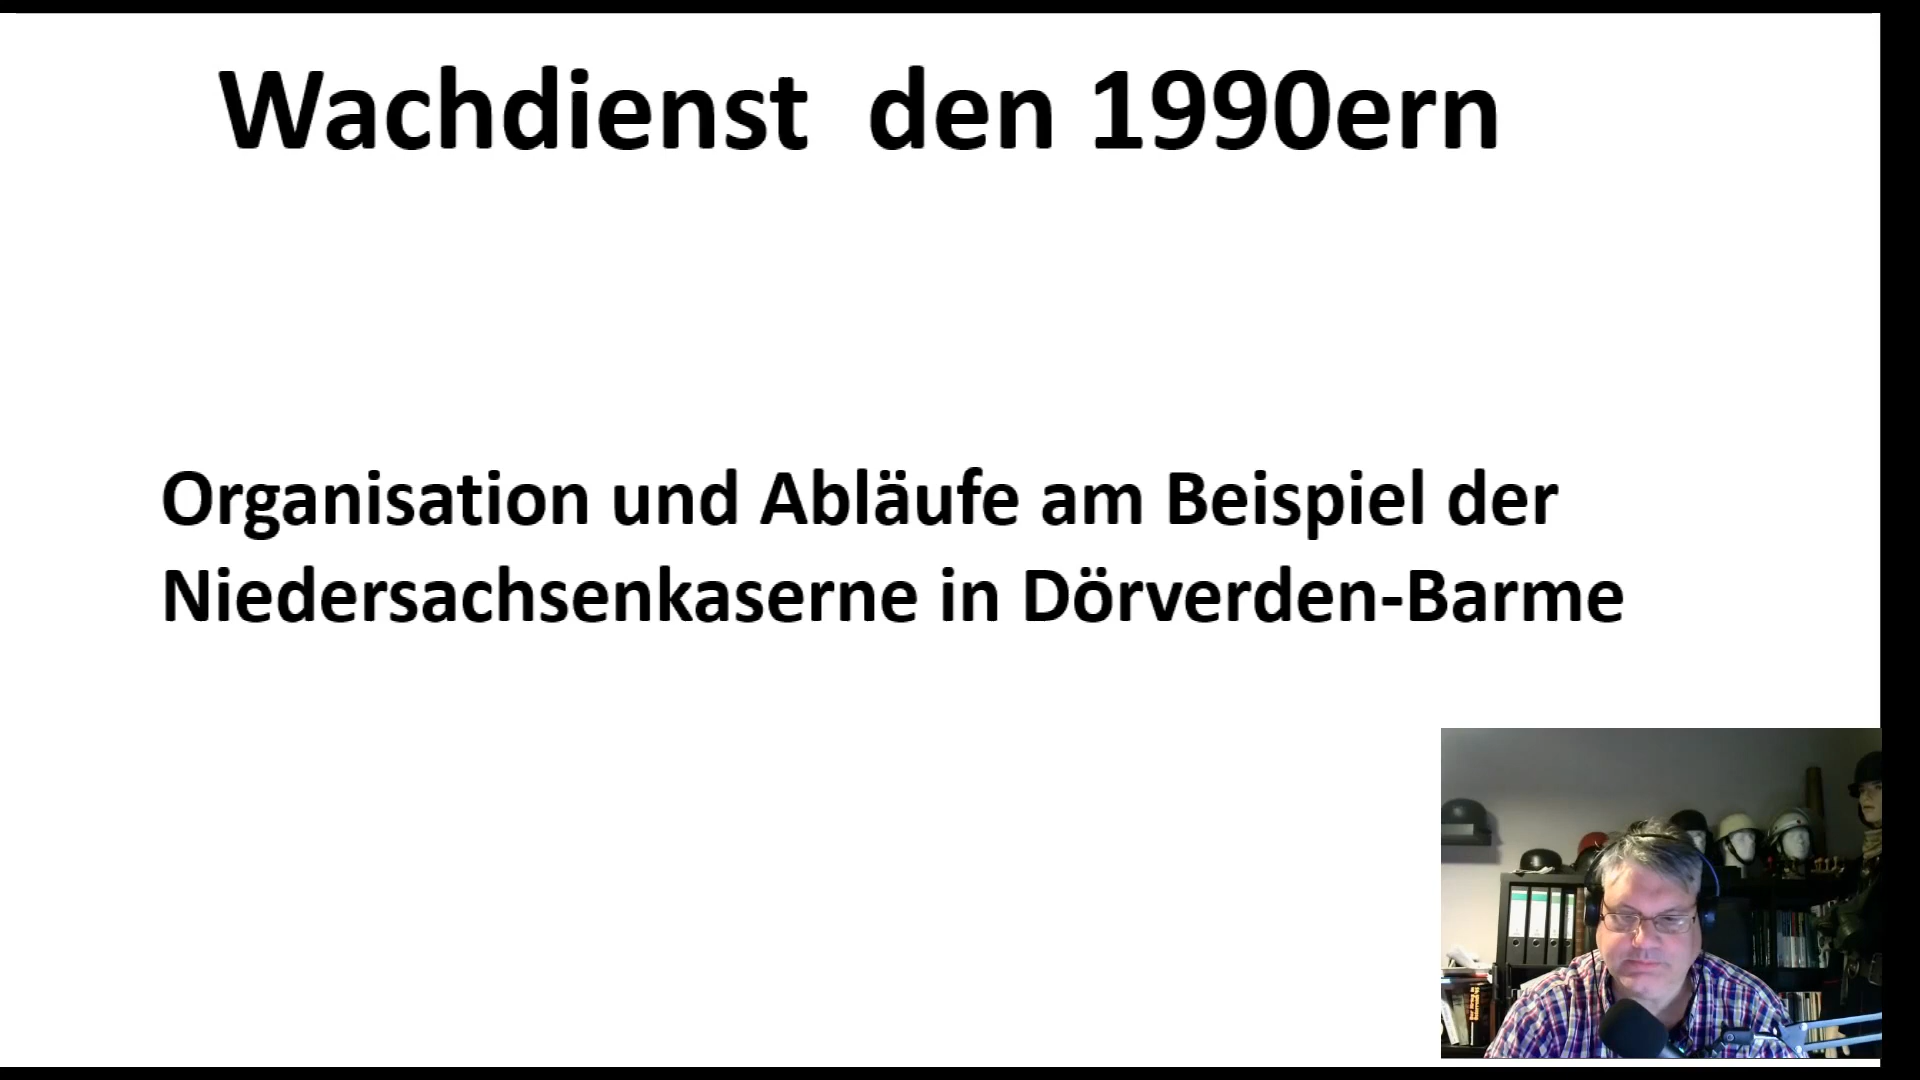 Wachdienst  den 1990ern
Organisation und Abläufe am Beispiel der
Niedersachsenkaserne in Dörverden-Barme